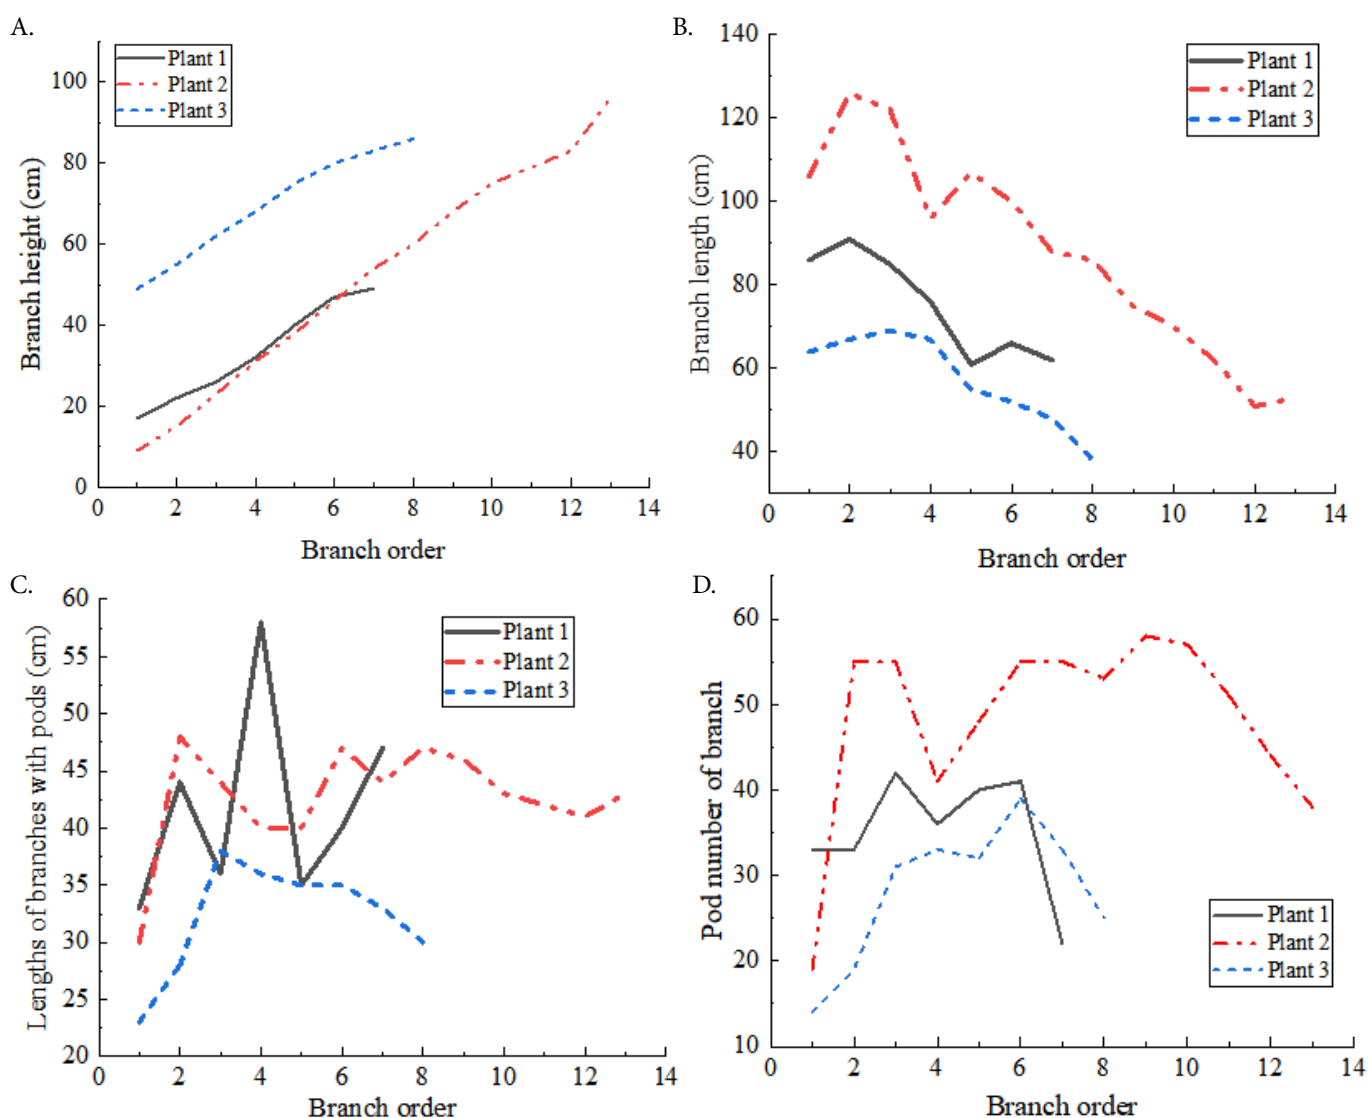 A.
Plant 1
Plant 2
Plant 3
100
80
60
40
20
0
0 2 4 6 8 10 12 14
Branch height (cm)
Branch order
B.
Plant 1
Plant 2
Plant 3
140
120
100
80
60
40
0 2 4 6 8 10 12 14
Branch length (cm)
Branch order
C.
Plant 1
Plant 2
Plant 3
60
55
50
45
40
35
30
25
20
0 2 4 6 8 10 12 14
Lengths of branches with pods (cm)
Branch order
D.
Plant 1
Plant 2
Plant 3
60
50
40
30
20
10
0 2 4 6 8 10 12 14
Pod number of branch
Branch order